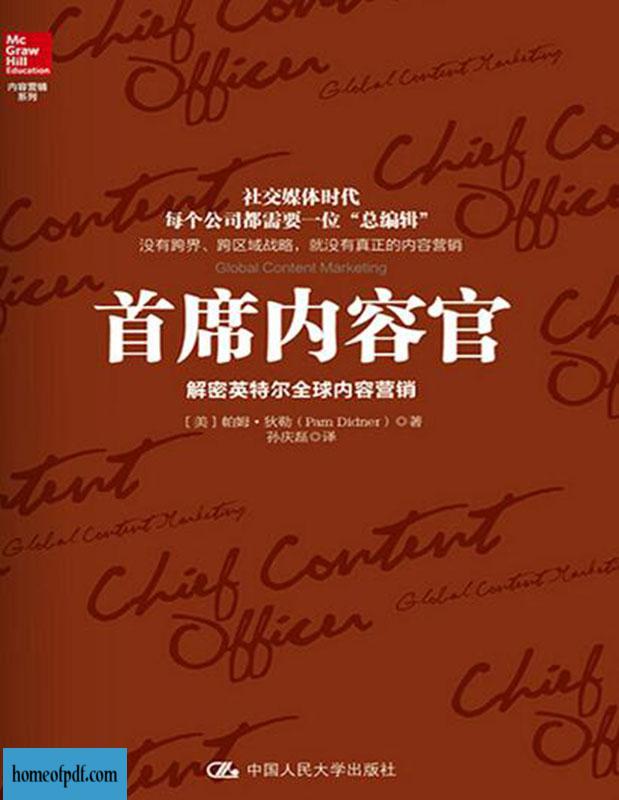 Chief Content
Officer
Global Content Marketing
Mc
Graw
Hill
Education
内容营销
系列
Chief Content
Officer
Content
社交媒体时代
每个公司都需要一位“总编辑”
没有跨界、跨区域战略，就没有真正的内容营销
Global Content Marketing
首席内容官
解密英特尔全球内容营销
［美］帕姆·狄勒（Pam Didner）◎著
孙庆磊◎译
Global Content Marketing
Chief Content
Officer
Global Content Marketing
Chief
Officer
homeofpdf.com
中国人民大学出版社